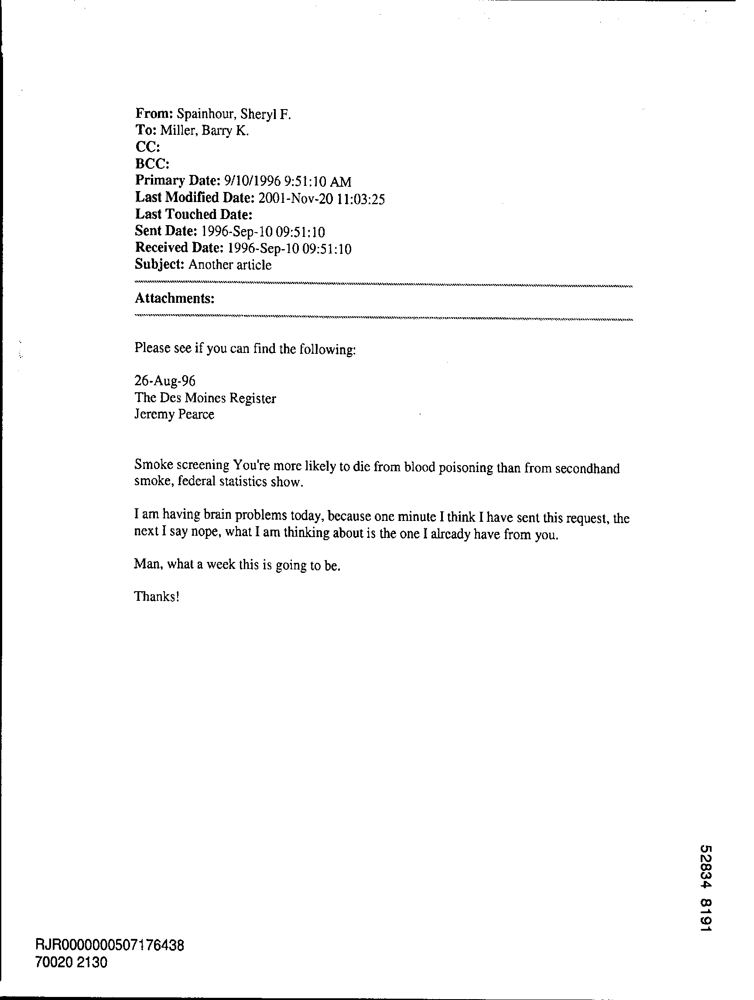 From: Spainhour, Sheryl F.
To: Miller, Barry K.
CC:
BCC:
Primary Date: 9/10/1996 9:51:10 AM
Last Modified Date: 2001-Nov-20 11:03:25
Last Touched Date:
Sent Date: 1996-Sep-10 09:51:10
Received Date: 1996-Sep-10 09:51:10
Subject: Another article
Attachments:
Please see if you can find the following:
26-Aug-96
The Des Moines Register
Jeremy Pearce
Smoke screening You're more likely to die from blood poisoning than from secondhand
smoke, federal statistics show.
I am having brain problems today, because one minute I think I have sent this request, the
next I say nope, what I am thinking about is the one I already have from you.
Man, what a week this is going to be.
Thanks!
52834 8191
RJR0000000507176438
70020 2130